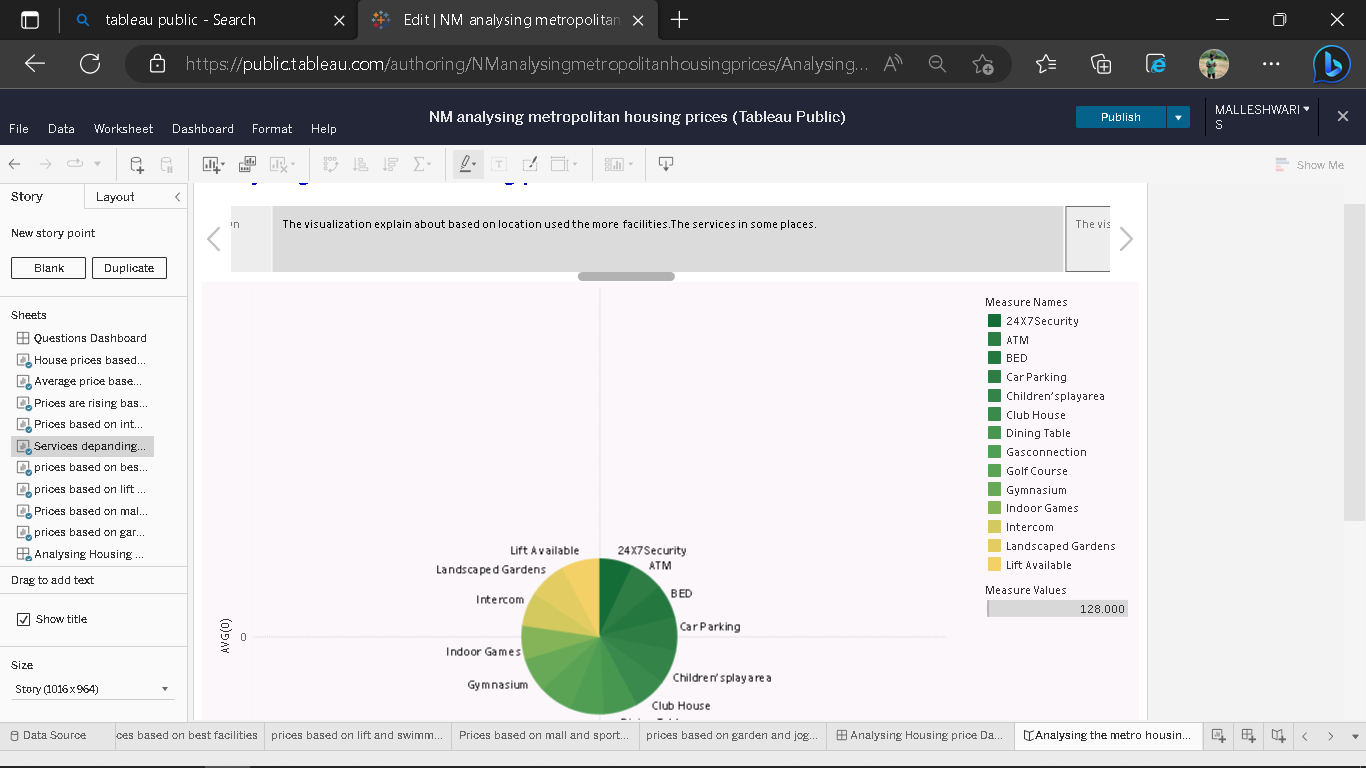 tableau public - Search
Edit | NM analysing metropolitan
https://public.tableau.com/authoring/NManalysingmetropolitanhousingprices/Analysing...
NM analysing metropolitan housing prices (Tableau Public)
Publish
MALLESHWARI
S
File Data Worksheet Dashboard Format Help
Show Me
Story Layout
New story point
Blank Duplicate
Sheets
Questions Dashboard
House prices based...
Average price base...
Prices are rising bas...
Prices based on int...
Services depanding...
prices based on bes...
prices based on lift ...
Prices based on mal...
prices based on gar...
Analysing Housing ...
Drag to add text
Show title
Size
Story (1016 x 964)
The visualization explain about based on location used the more facilities.The services in some places.
The vis
Measure Names
24X7Security
ATM
BED
Car Parking
Children'splayarea
Club House
Dining Table
Gasconnection
Golf Course
Gymnasium
Indoor Games
Intercom
Landscaped Gardens
Lift Available
Measure Values
128.000
Lift Available
24X7Security
Landscaped Gardens
ATM
Intercom
BED
Car Parking
AVG(0)
0
Indoor Games
Children'splayarea
Gymnasium
Club House
Data Source
ces based on best facilities
prices based on lift and swimm...
Prices based on mall and sport...
prices based on garden and jog...
Analysing Housing price Da...
Analysing the metro housin...